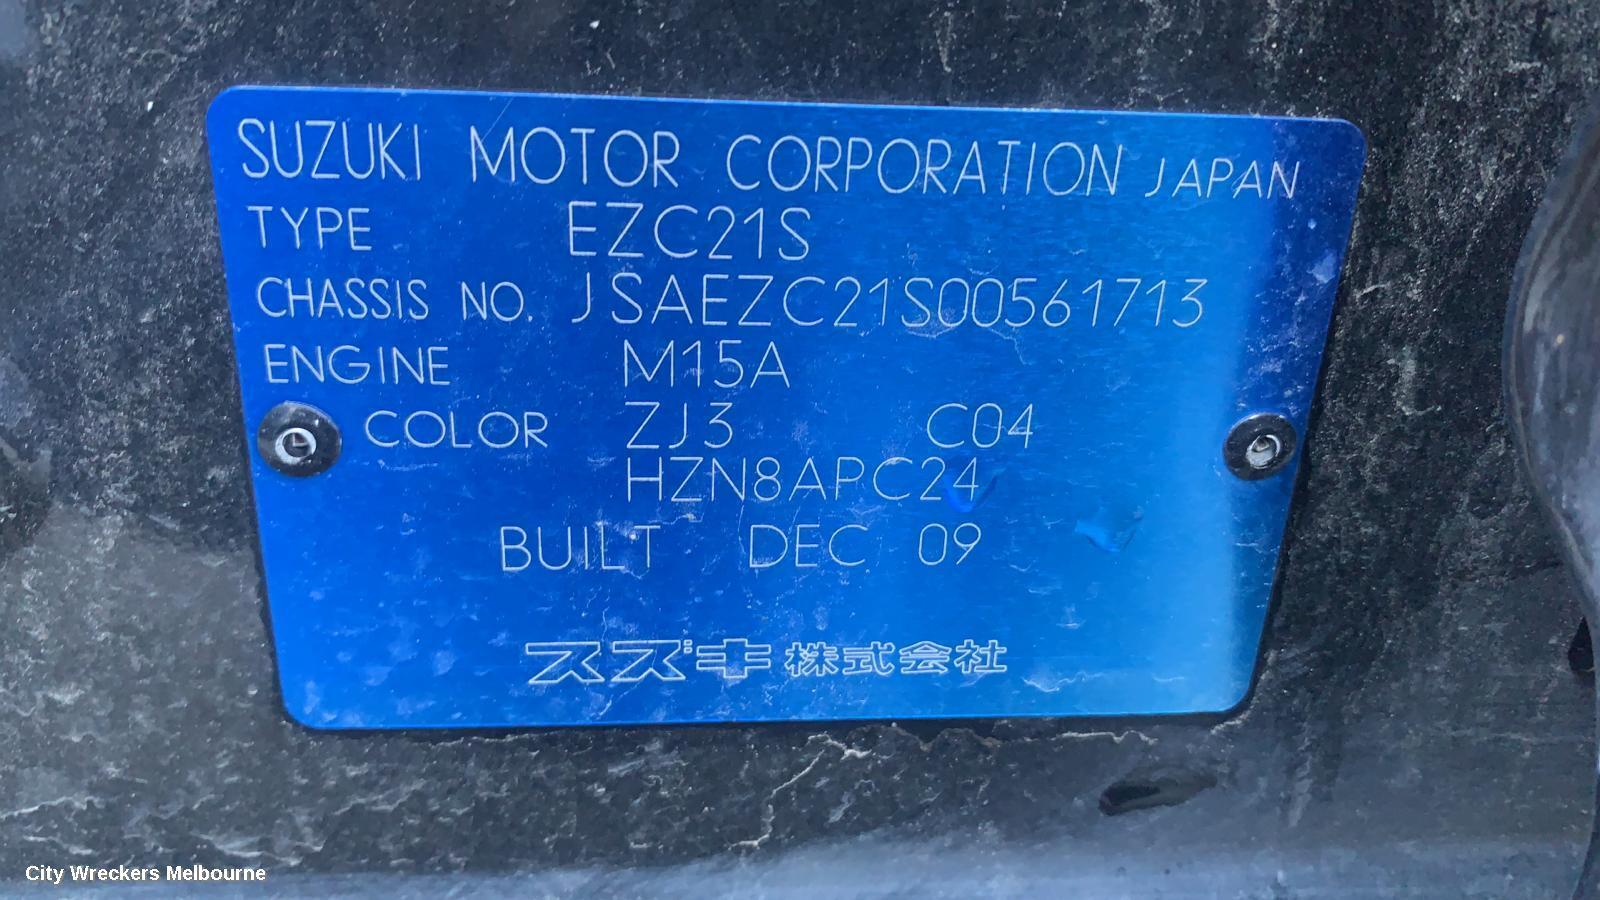 SUZUKI MOTOR CORPORATION JAPAN
TYPE EZC21S
CHASSIS NO. JSAEZC21S00561713
ENGINE M15A
COLOR ZJ3 C04
HZN8APC24
BUILT DEC 09
スズキ株式会社
City Wreckers Melbourne